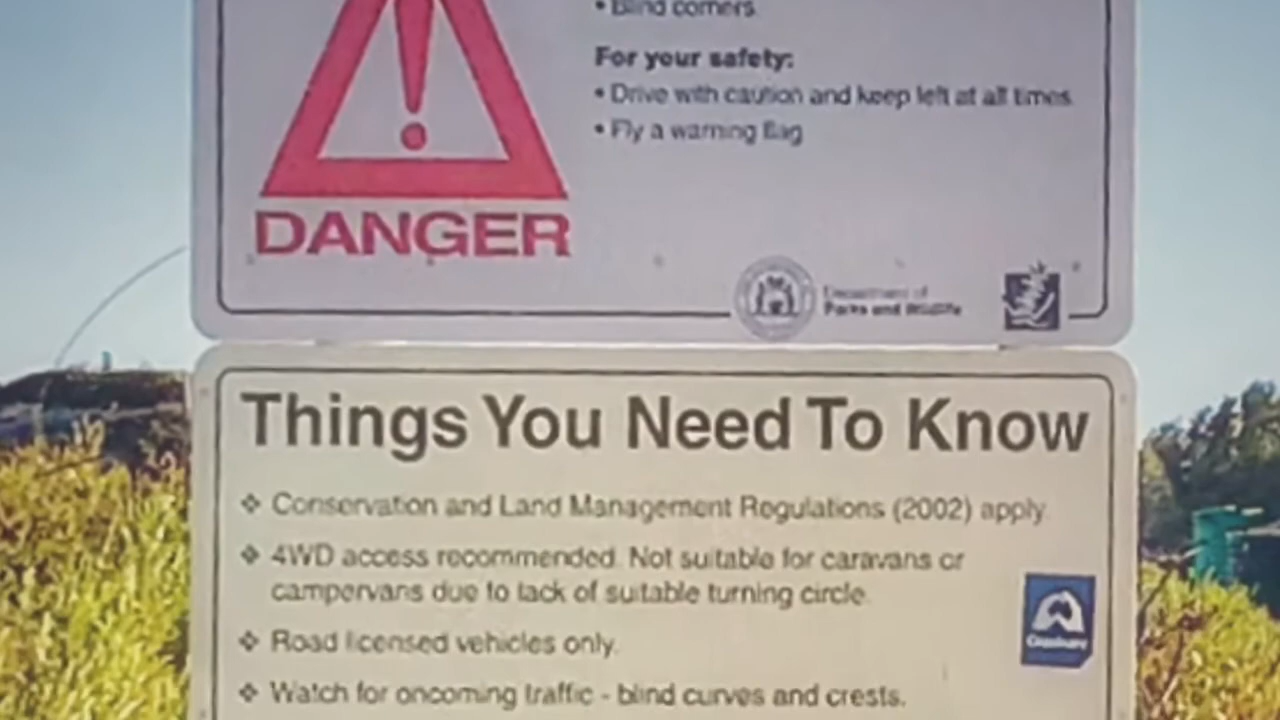 • Blind corners
For your safety:
• Drive with caution and keep left at all times
• Fly a warning flag
DANGER
Department of
Parks and Wildlife
Things You Need To Know
❖ Conservation and Land Management Regulations (2002) apply.
❖ 4WD access recommended. Not suitable for caravans or
campervans due to lack of suitable turning circle.
❖ Road licensed vehicles only.
❖ Watch for oncoming traffic - blind curves and crests.